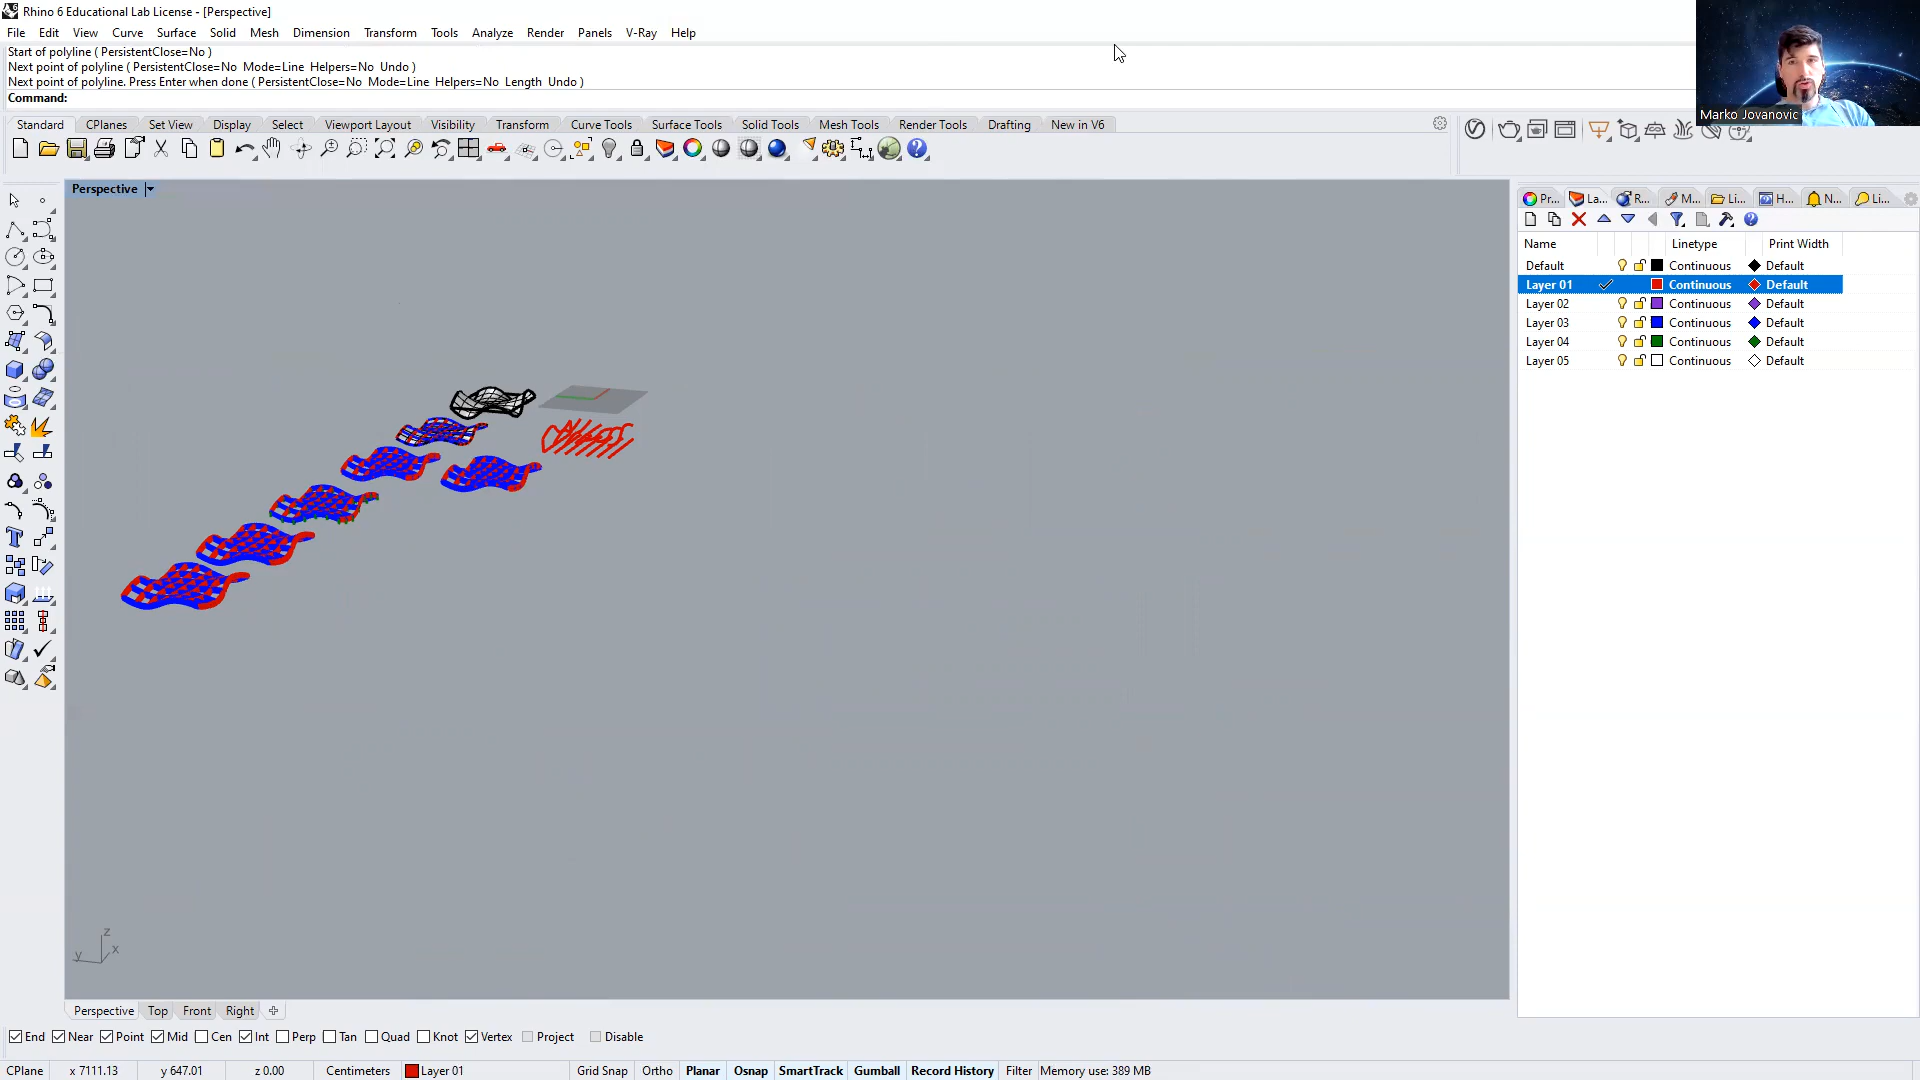 Rhino 6 Educational Lab License - [Perspective]
File Edit View Curve Surface Solid Mesh Dimension Transform Tools Analyze Render Panels V-Ray Help
Start of polyline ( PersistentClose=No )
Next point of polyline ( PersistentClose=No Mode=Line Helpers=No Undo )
Next point of polyline. Press Enter when done ( PersistentClose=No Mode=Line Helpers=No Length Undo )
Command:
Marko Jovanovic
Standard CPlanes Set View Display Select Viewport Layout Visibility Transform Curve Tools Surface Tools Solid Tools Mesh Tools Render Tools Drafting New in V6
Perspective
Pr... La... R... M... Li... H... N... Li...
Name Linetype Print Width
Default Continuous Default
Layer 01 Continuous Default
Layer 02 Continuous Default
Layer 03 Continuous Default
Layer 04 Continuous Default
Layer 05 Continuous Default
z
y x
Perspective Top Front Right
End Near Point Mid Cen Int Perp Tan Quad Knot Vertex Project Disable
CPlane x 7111.13 y 647.01 z 0.00 Centimeters Layer 01 Grid Snap Ortho Planar Osnap SmartTrack Gumball Record History Filter Memory use: 389 MB